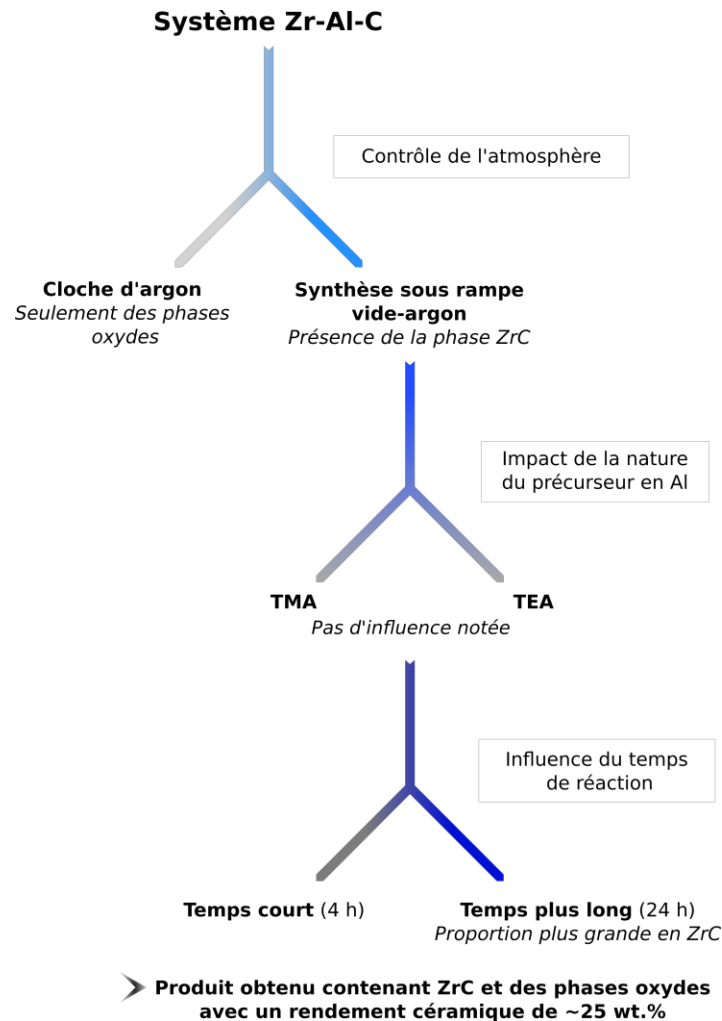 Système Zr-Al-C
Contrôle de l'atmosphère
Cloche d'argon
Seulement des phases
oxydes
Synthèse sous rampe
vide-argon
Présence de la phase ZrC
Impact de la nature
du précurseur en Al
TMA
TEA
Pas d'influence notée
Influence du temps
de réaction
Temps court (4 h)
Temps plus long (24 h)
Proportion plus grande en ZrC
Produit obtenu contenant ZrC et des phases oxydes
avec un rendement céramique de ~25 wt.%